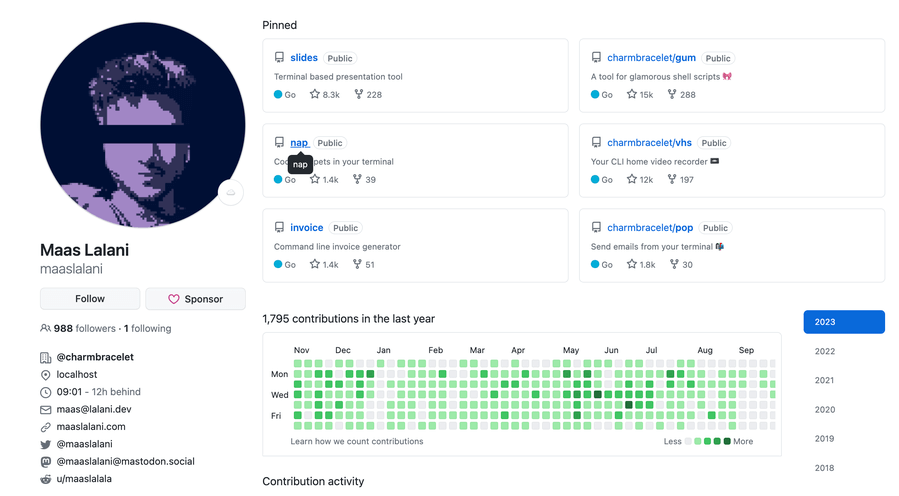 Pinned
slides Public
Terminal based presentation tool
Go 8.3k 228
charmbracelet/gum Public
A tool for glamorous shell scripts 🎀
Go 15k 288
nap Public
nap
Go 1.4k 39
charmbracelet/vhs Public
Your CLI home video recorder 📼
Go 12k 197
invoice Public
Command line invoice generator
Go 1.4k 51
charmbracelet/pop Public
Send emails from your terminal 📬
Go 1.8k 30
Maas Lalani
maaslalani
Follow
Sponsor
988 followers · 1 following
@charmbracelet
localhost
09:01 - 12h behind
maas@lalani.dev
maaslalani.com
@maaslalani
@maaslalani@mastodon.social
u/maaslalala
1,795 contributions in the last year
Nov Dec Jan Feb Mar Apr May Jun Jul Aug Sep
Mon
Wed
Fri
Learn how we count contributions
Less More
2023
2022
2021
2020
2019
2018
Contribution activity